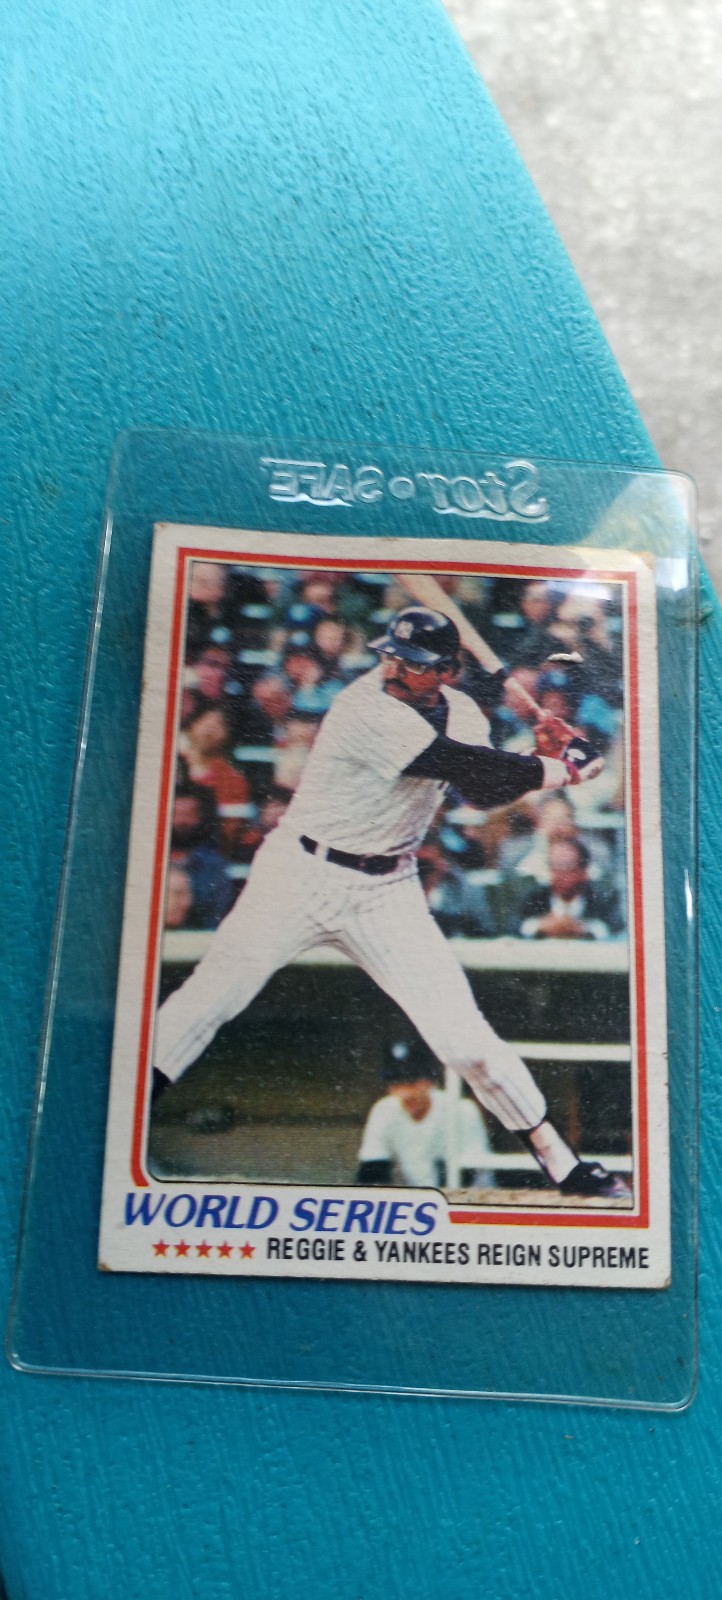 Stor•SAFE
WORLD SERIES
★★★★★ REGGIE & YANKEES REIGN SUPREME